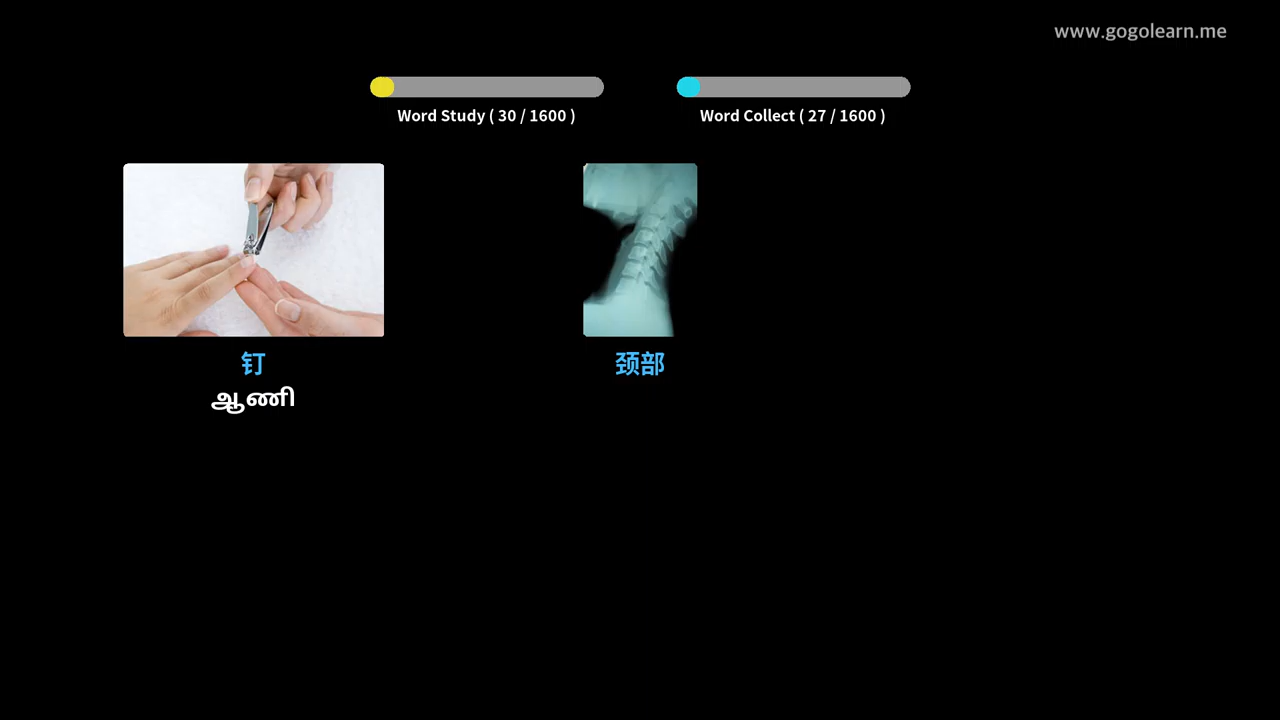 www.gogolearn.me
Word Study ( 30 / 1600 )
Word Collect ( 27 / 1600 )
钉
ஆணி
颈部